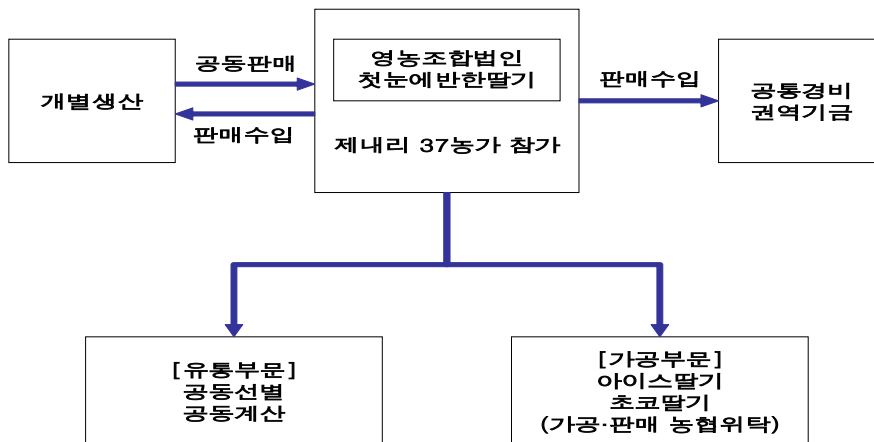 개별생산
공동판매
판매수입
영농조합법인
첫눈에반한딸기
제내리 37농가 참가
판매수입
공통경비
권역기금
[유통부문]
공동선별
공동계산
[가공부문]
아이스딸기
초코딸기
(가공·판매 농협위탁)